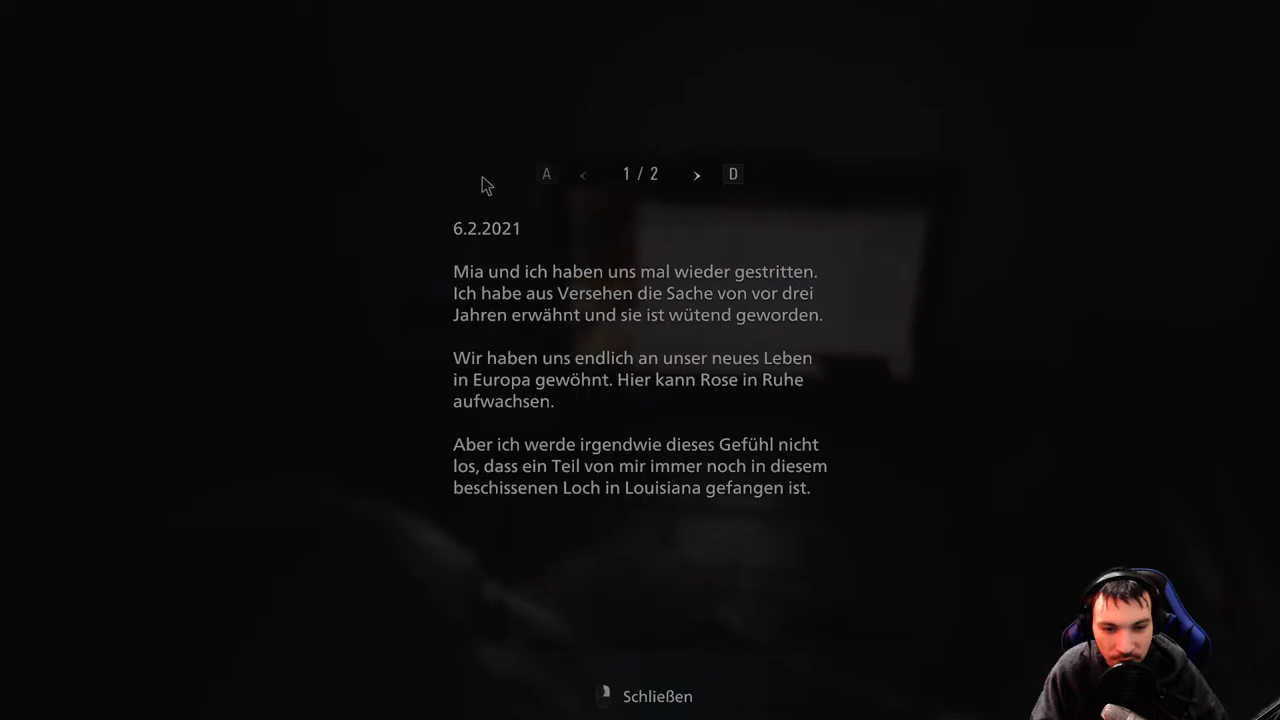 A < 1 / 2 > D
6.2.2021
Mia und ich haben uns mal wieder gestritten.
Ich habe aus Versehen die Sache von vor drei
Jahren erwähnt und sie ist wütend geworden.
Wir haben uns endlich an unser neues Leben
in Europa gewöhnt. Hier kann Rose in Ruhe
aufwachsen.
Aber ich werde irgendwie dieses Gefühl nicht
los, dass ein Teil von mir immer noch in diesem
beschissenen Loch in Louisiana gefangen ist.
Schließen